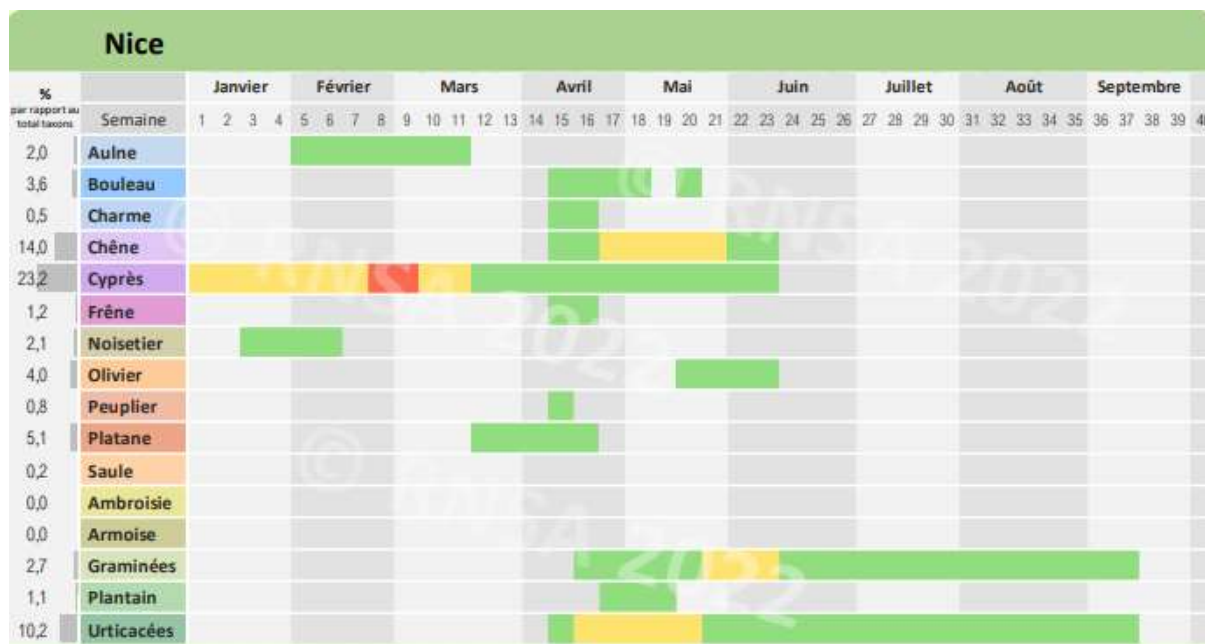 Nice
% Janvier Février Mars Avril Mai Juin Juillet Août Septembre
par rapport au
total taxons Semaine 1 2 3 4 5 6 7 8 9 10 11 12 13 14 15 16 17 18 19 20 21 22 23 24 25 26 27 28 29 30 31 32 33 34 35 36 37 38 39
2,0 Aulne
3,6 Bouleau
0,5 Charme
14,0 Chêne
23,2 Cyprès
1,2 Frêne
2,1 Noisetier
4,0 Olivier
0,8 Peuplier
5,1 Platane
0,2 Saule
0,0 Ambroisie
0,0 Armoise
2,7 Graminées
1,1 Plantain
10,2 Urticacées
© RNSA 2022
© RNSA 2022
© RNSA 2022